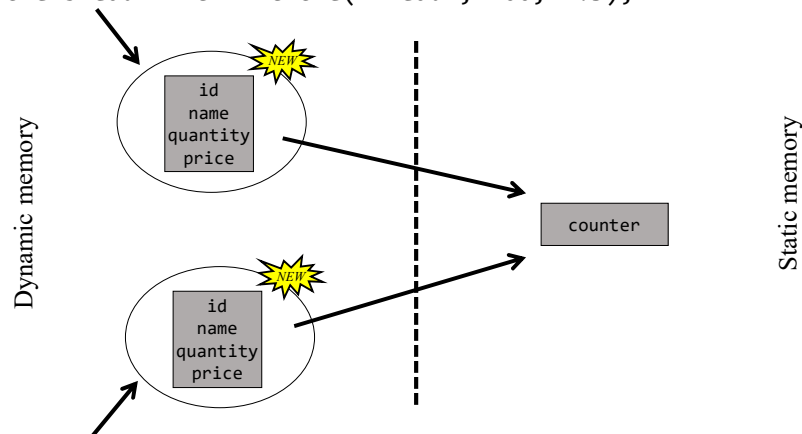 NEW
id
name
quantity
price
Dynamic memory
counter
Static memory
NEW
id
name
quantity
price